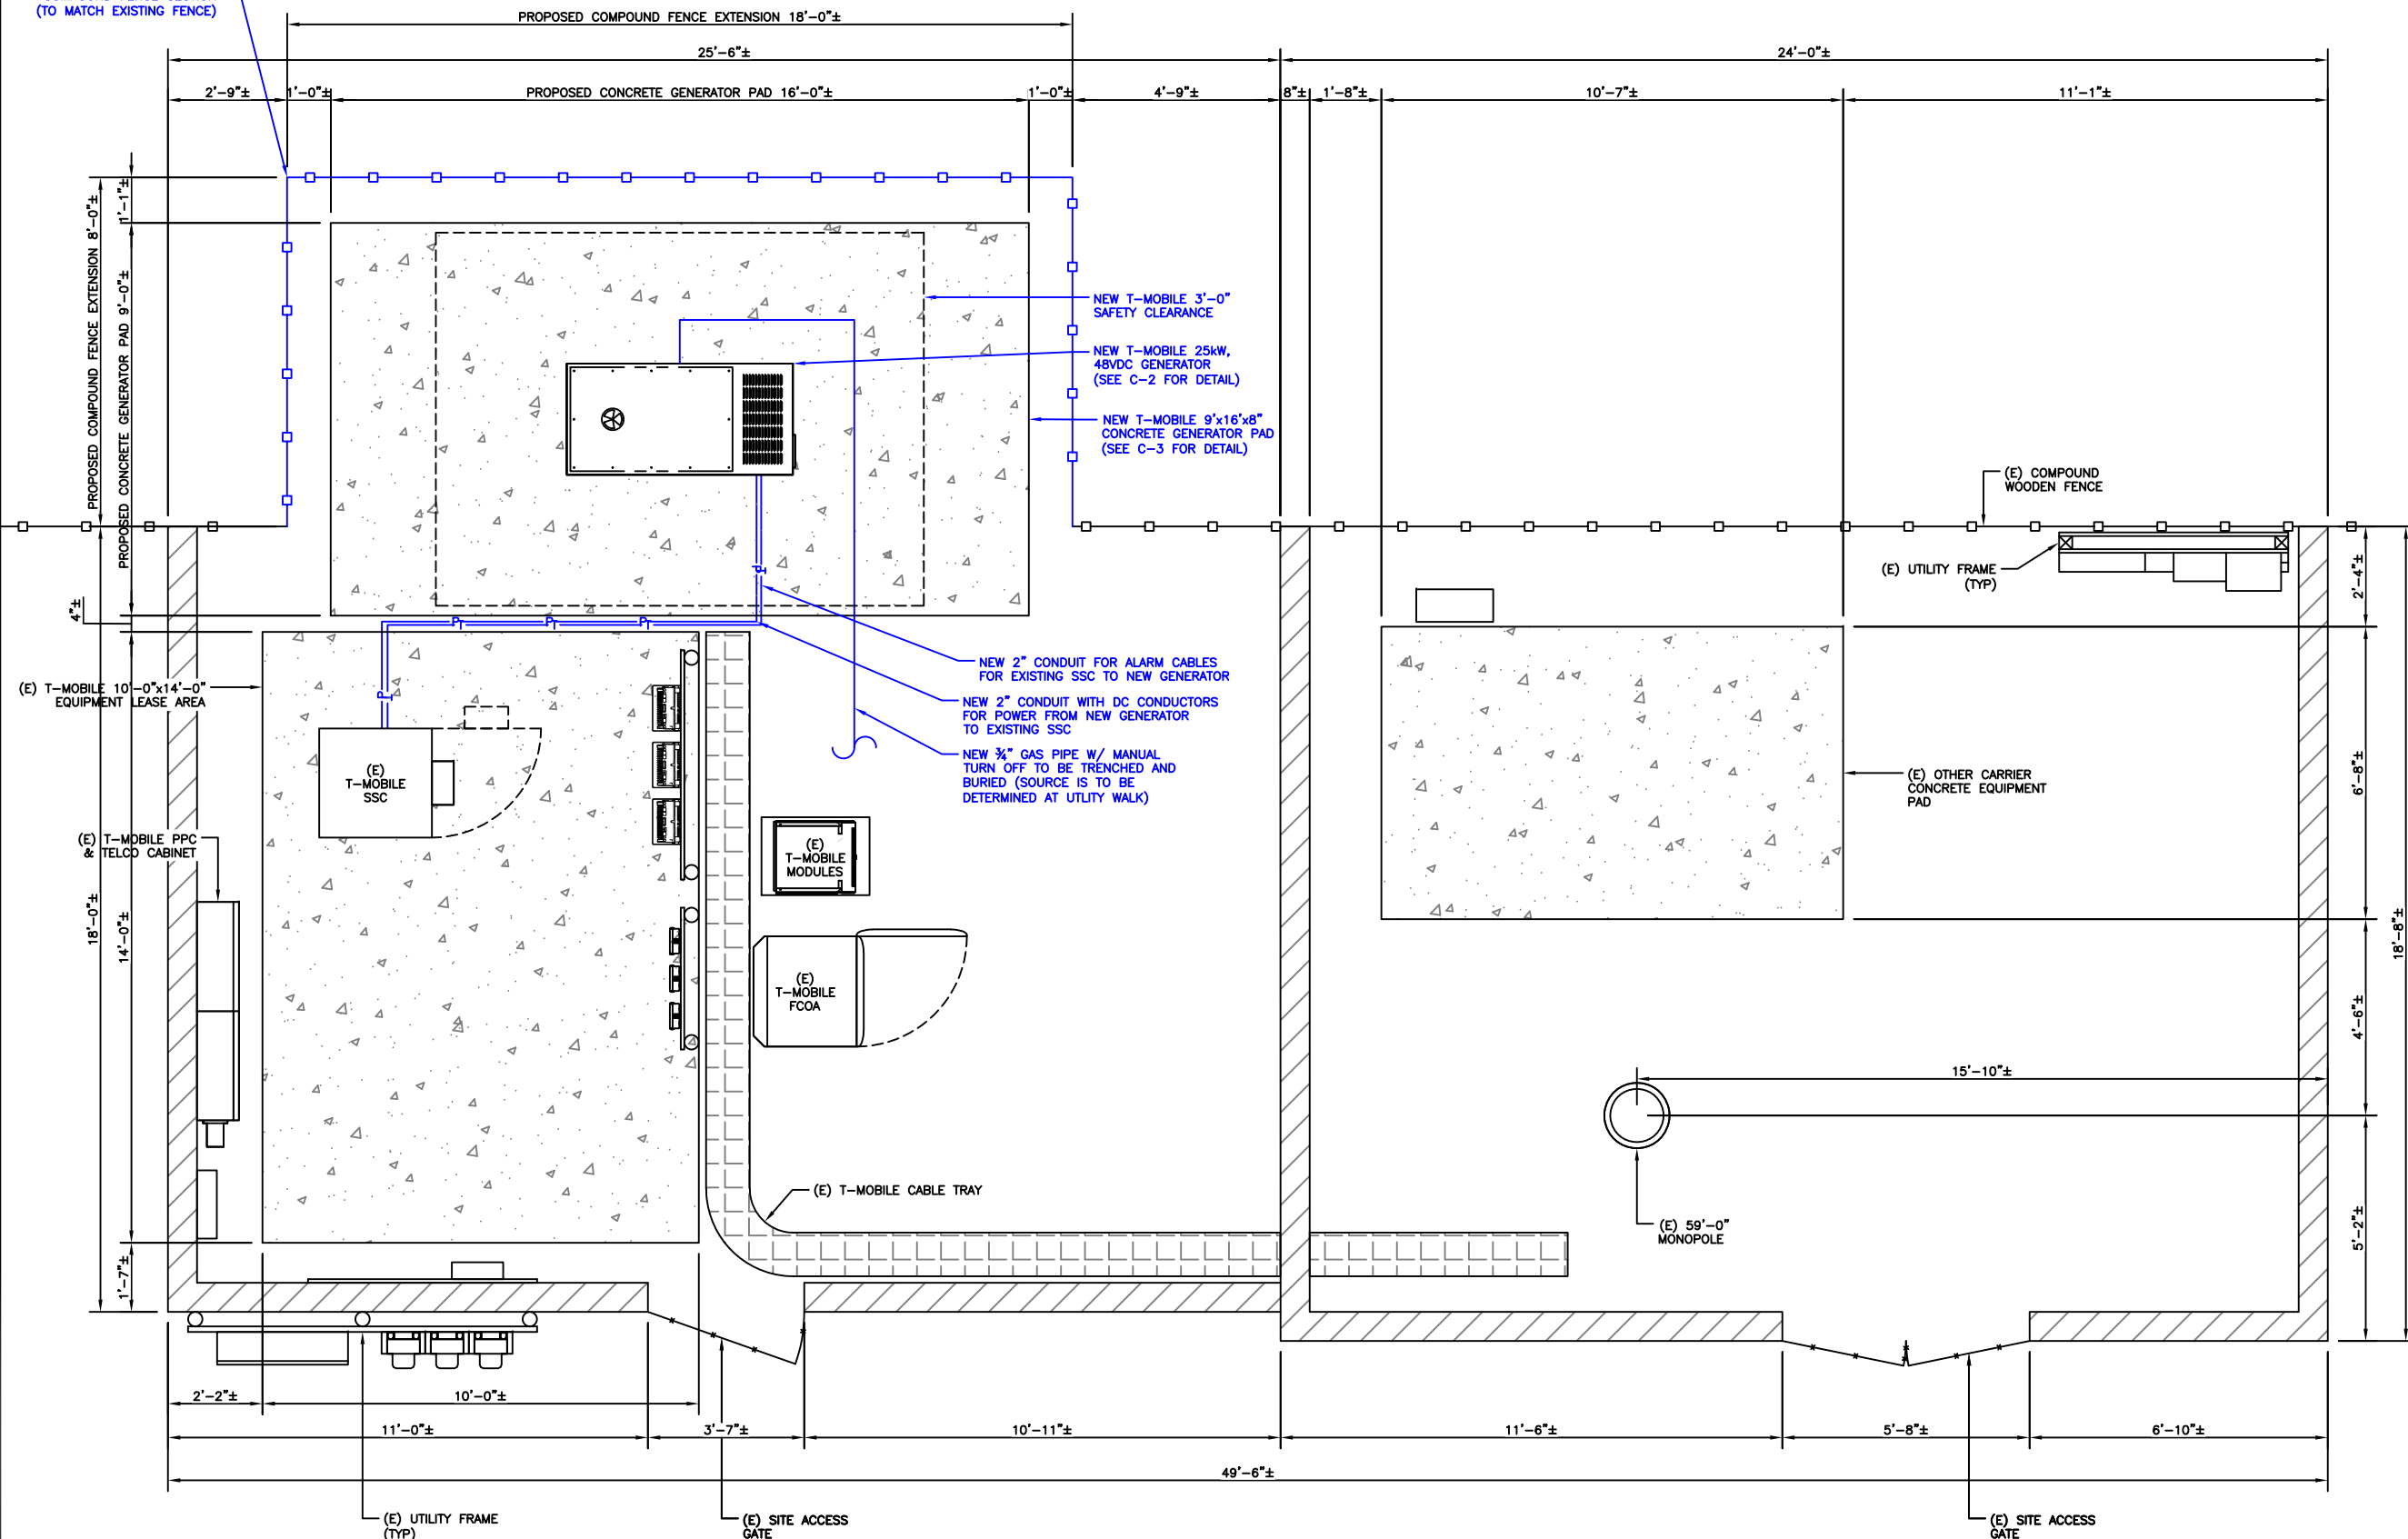 (TO MATCH EXISTING FENCE)
PROPOSED COMPOUND FENCE EXTENSION 18'-0"±
25'-6"±
24'-0"±
2'-9"±
1'-0"±
PROPOSED CONCRETE GENERATOR PAD 16'-0"±
1'-0"±
4'-9"±
8"±
1'-8"±
10'-7"±
11'-1"±
PROPOSED COMPOUND FENCE EXTENSION 8'-0"±
1'-1"±
PROPOSED CONCRETE GENERATOR PAD 9'-0"±
NEW T-MOBILE 3'-0"
SAFETY CLEARANCE
NEW T-MOBILE 25kW,
48VDC GENERATOR
(SEE C-2 FOR DETAIL)
NEW T-MOBILE 9'x16'x8"
CONCRETE GENERATOR PAD
(SEE C-3 FOR DETAIL)
(E) COMPOUND
WOODEN FENCE
(E) UTILITY FRAME
(TYP)
2'-4"±
4"±
(E) T-MOBILE 10'-0"x14'-0"
EQUIPMENT LEASE AREA
NEW 2" CONDUIT FOR ALARM CABLES
FOR EXISTING SSC TO NEW GENERATOR
NEW 2" CONDUIT WITH DC CONDUCTORS
FOR POWER FROM NEW GENERATOR
TO EXISTING SSC
NEW ¾" GAS PIPE W/ MANUAL
TURN OFF TO BE TRENCHED AND
BURIED (SOURCE IS TO BE
DETERMINED AT UTLITY WALK)
(E)
T-MOBILE
SSC
(E) OTHER CARRIER
CONCRETE EQUIPMENT
PAD
6'-8"±
(E) T-MOBILE PPC
& TELCO CABINET
(E)
T-MOBILE
MODULES
18'-0"±
14'-0"±
18'-8"±
(E)
T-MOBILE
FCOA
4'-6"±
15'-10"±
(E) T-MOBILE CABLE TRAY
(E) 59'-0"
MONOPOLE
5'-2"±
1'-7"±
2'-2"±
10'-0"±
11'-0"±
3'-7"±
10'-11"±
11'-6"±
5'-8"±
6'-10"±
49'-6"±
(E) UTILITY FRAME
(TYP)
(E) SITE ACCESS
GATE
(E) SITE ACCESS
GATE